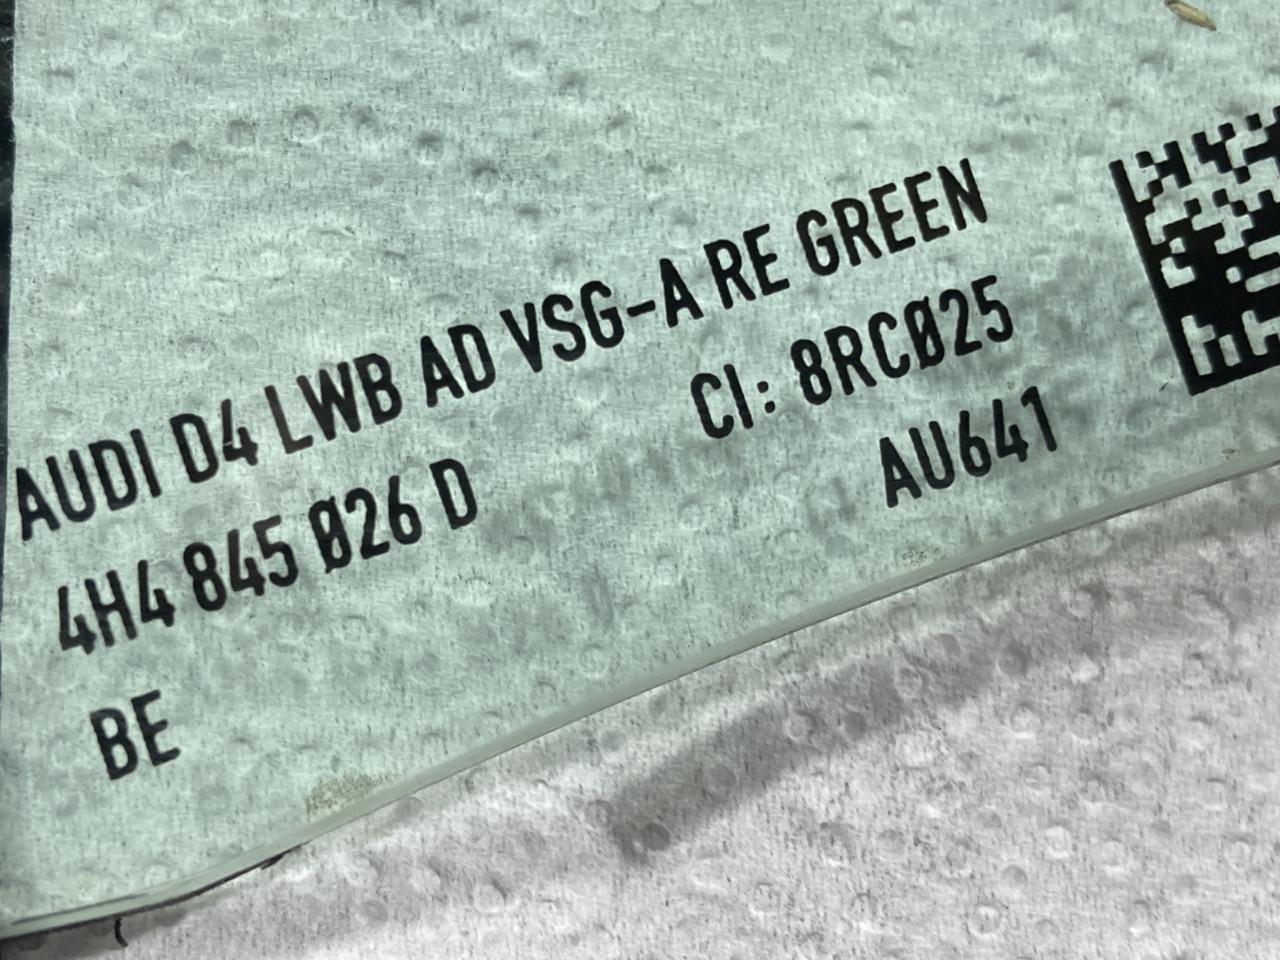 AUDI D4 LWB AD VSG-A RE GREEN
4H4 845 026 D CI: 8RC025
BE AU641